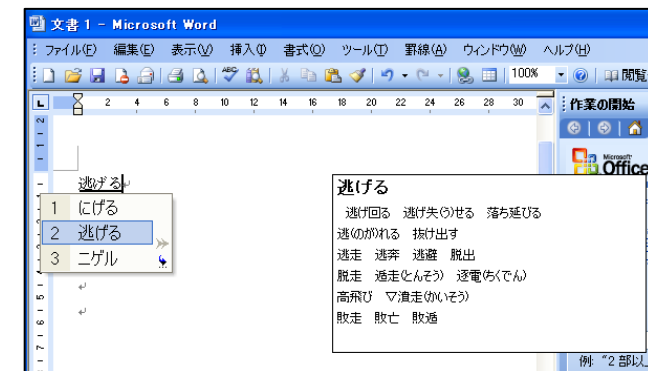 文書 1 - Microsoft Word
ファイル(F) 編集(E) 表示(V) 挿入(I) 書式(O) ツール(T) 罫線(A) ウィンドウ(W) ヘルプ(H)
100% 閲覧
L 2 4 6 8 10 12 14 16 18 20 22 24 26 28 30
作業の開始
Microsoft
Office
逃げる
1 にげる
2 逃げる
3 ニゲル
逃げる
逃げ回る 逃げ失(う)せる 落ち延びる
逃(のが)れる 抜け出す
逃走 逃奔 逃避 脱出
脱走 遁走(とんそう) 逐電(ちくでん)
高飛び ▽潰走(かいそう)
敗走 敗亡 敗遁
例: "2 部以上